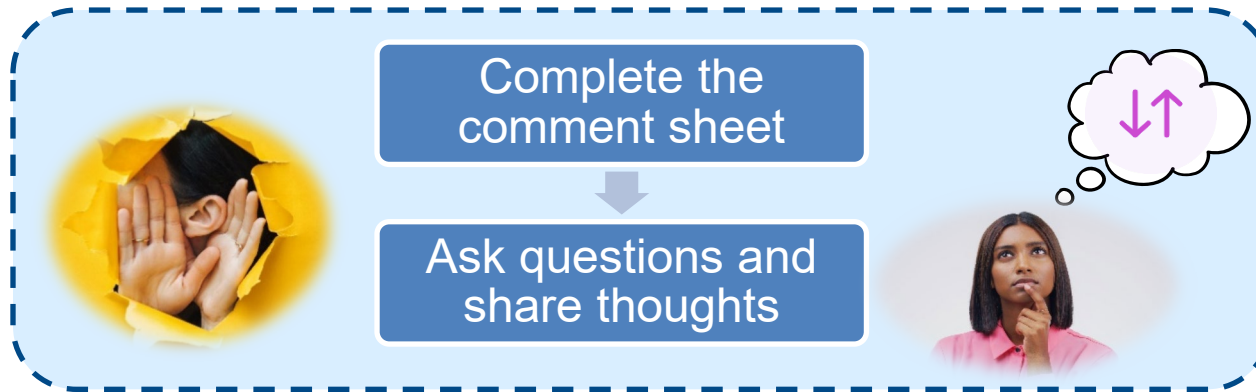 Complete the
comment sheet
Ask questions and
share thoughts